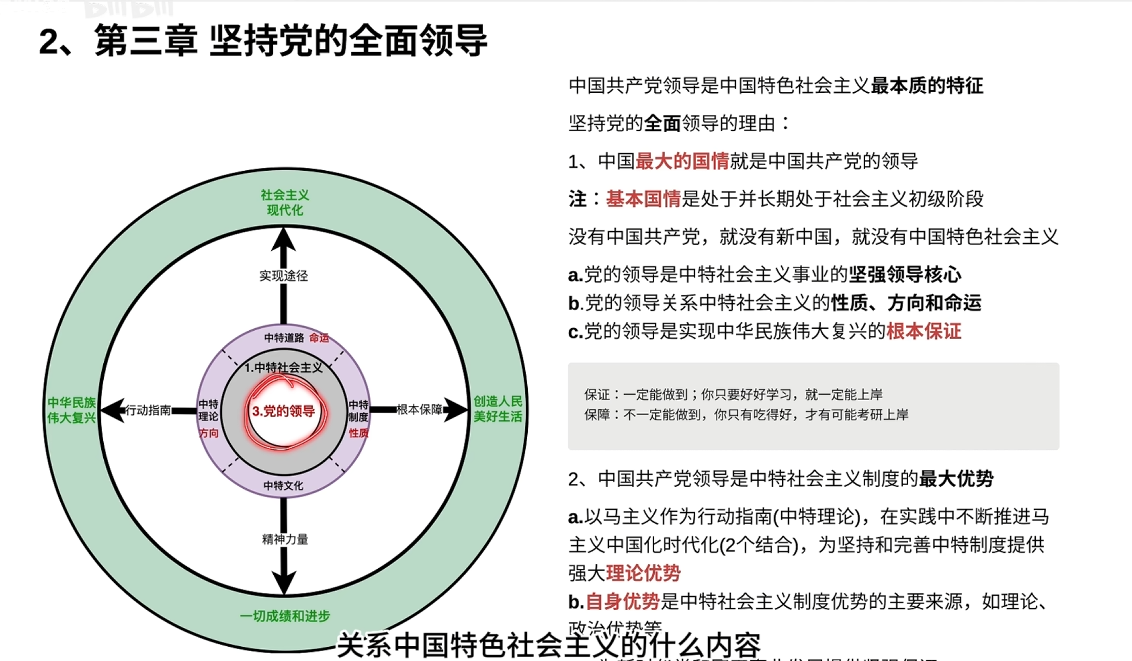 2、第三章 坚持党的全面领导
社会主义
现代化
实现途径
中特道路 命运
1.中特社会主义
中华民族
伟大复兴
行动指南
中特
理论
方向
3.党的领导
中特
制度
性质
根本保障
创造人民
美好生活
中特文化
精神力量
一切成绩和进步
中国共产党领导是中国特色社会主义最本质的特征
坚持党的全面领导的理由：
1、中国最大的国情就是中国共产党的领导
注：基本国情是处于并长期处于社会主义初级阶段
没有中国共产党，就没有新中国，就没有中国特色社会主义
a.党的领导是中特社会主义事业的坚强领导核心
b.党的领导关系中特社会主义的性质、方向和命运
c.党的领导是实现中华民族伟大复兴的根本保证
保证：一定能做到；你只要好好学习，就一定能上岸
保障：不一定能做到，你只有吃得好，才有可能考研上岸
2、中国共产党领导是中特社会主义制度的最大优势
a.以马主义作为行动指南(中特理论)，在实践中不断推进马
主义中国化时代化(2个结合)，为坚持和完善中特制度提供
强大理论优势
b.自身优势是中特社会主义制度优势的主要来源，如理论、
政治优势等
关系中国特色社会主义的什么内容